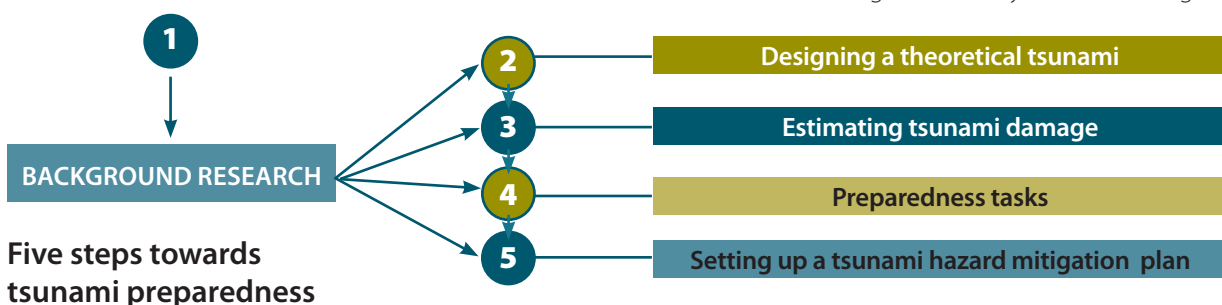 1
2
Designing a theoretical tsunami
3
Estimating tsunami damage
BACKGROUND RESEARCH
4
Preparedness tasks
5
Setting up a tsunami hazard mitigation plan
Five steps towards
tsunami preparedness